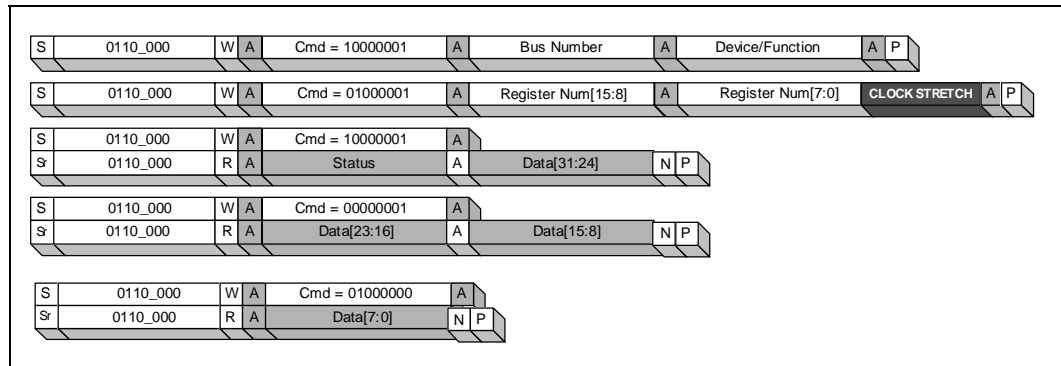 S 0110_000 W A Cmd = 10000001 A Bus Number A Device/Function A P
S 0110_000 W A Cmd = 01000001 A Register Num[15:8] A Register Num[7:0] CLOCK STRETCH A P
S 0110_000 W A Cmd = 10000001 A
Sr 0110_000 R A Status A Data[31:24] N P
S 0110_000 W A Cmd = 00000001 A
Sr 0110_000 R A Data[23:16] A Data[15:8] N P
S 0110_000 W A Cmd = 01000000 A
Sr 0110_000 R A Data[7:0] N P